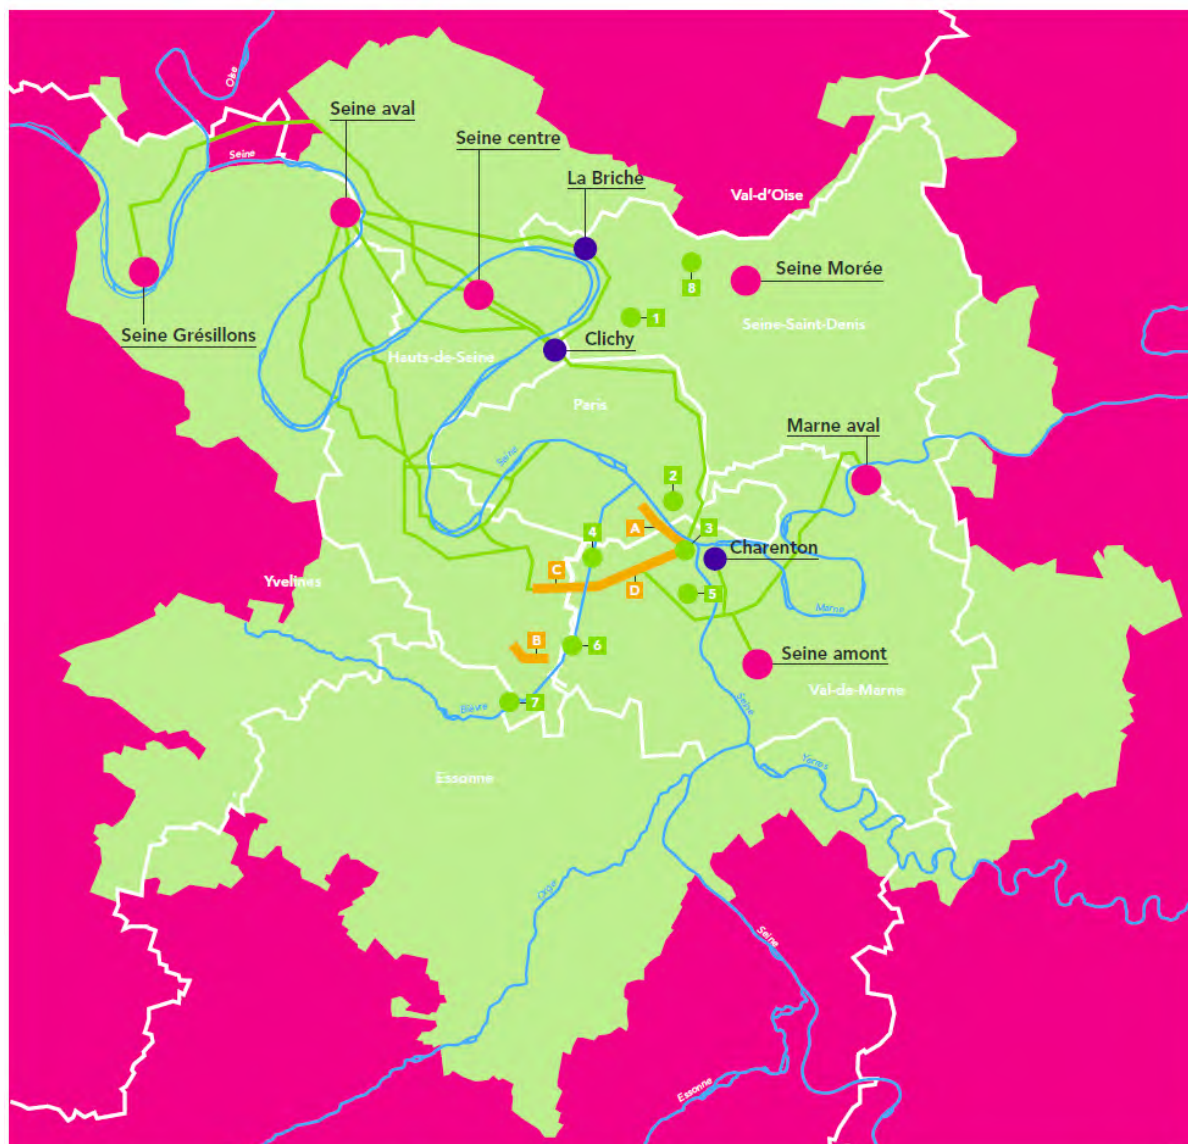 Oise
Seine aval
Seine centre
Seine
La Briche
Val-d'Oise
8
Seine Morée
1
Seine-Saint-Denis
Seine Grésillons
Clichy
Hauts-de-Seine
Paris
Marne aval
Seine
2
A
3
4
Charenton
C
D
5
Yvelines
Marne
B
6
Seine amont
Val-de-Marne
7
Bièvre
Seine
Yerres
Essonne
Orge
Seine
Essonne